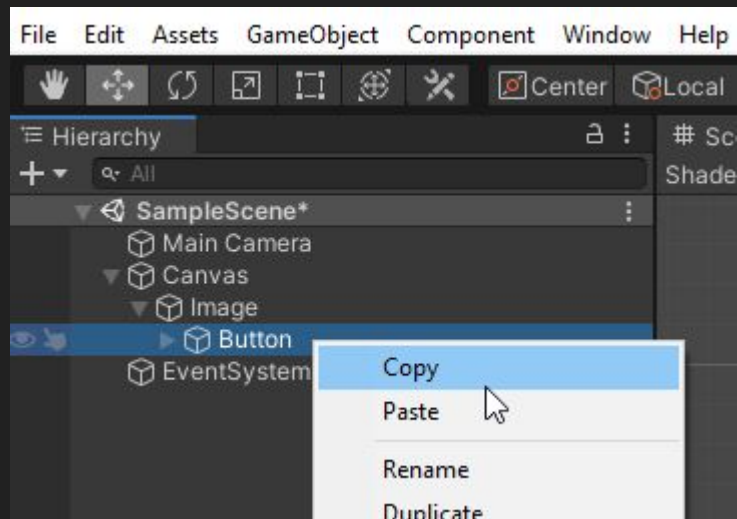 File Edit Assets GameObject Component Window Help
Center Local
Hierarchy # Sc
All Shade
SampleScene*
Main Camera
Canvas
Image
Button
EventSystem
Copy
Paste
Rename
Duplicate